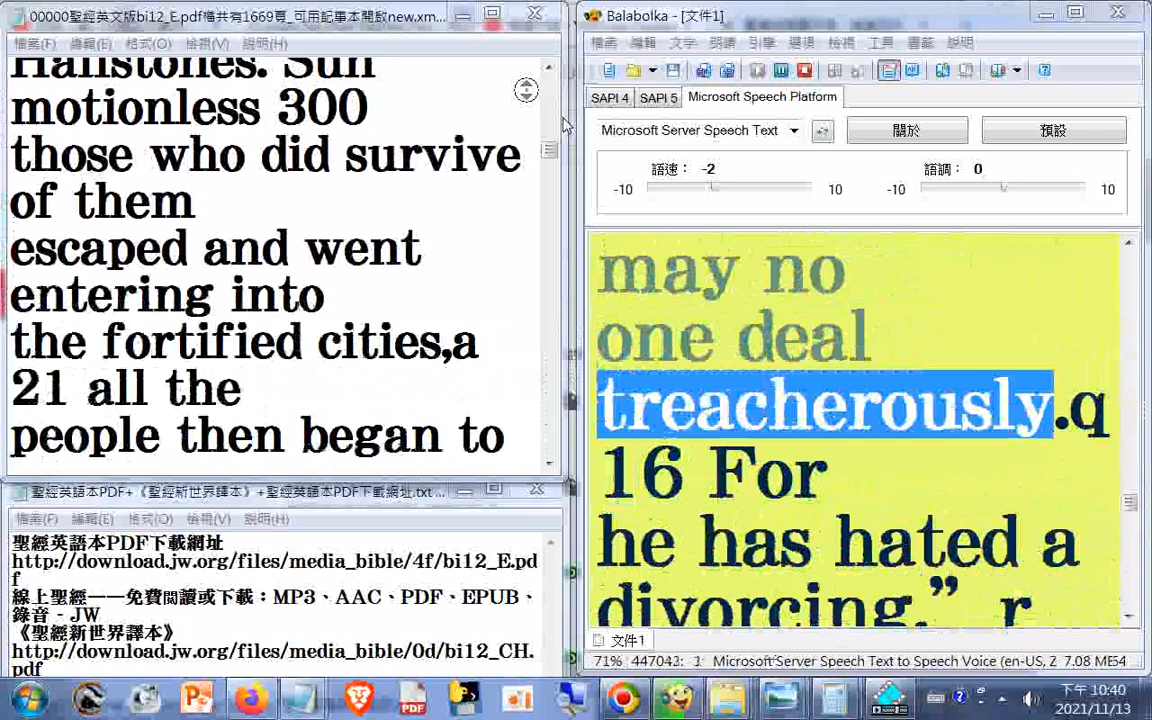 00000聖經英文版bi12_E.pdf檔共有1669頁_可用記事本開啟new.xm...
檔案(F) 編輯(E) 格式(O) 檢視(V) 說明(H)
Hailstones. Sun
motionless 300
those who did survive
of them
escaped and went
entering into
the fortified cities,a
21 all the
people then began to
聖經英語本PDF+《聖經新世界譯本》+聖經英語本PDF下載網址.txt ...
檔案(F) 編輯(E) 格式(O) 檢視(V) 說明(H)
聖經英語本PDF下載網址
http://download.jw.org/files/media_bible/4f/bi12_E.pd
f
線上聖經——免費閱讀或下載：MP3、AAC、PDF、EPUB、
錄音 - JW
《聖經新世界譯本》
http://download.jw.org/files/media_bible/0d/bi12_CH.
pdf
Balabolka - [文件1]
檔案 編輯 文字 朗讀 引擎 選項 檢視 工具 書籤 說明
SAPI 4 SAPI 5 Microsoft Speech Platform
Microsoft Server Speech Text 關於 預設
語速： -2 語調： 0
-10 10 -10 10
may no
one deal
treacherously.q
16 For
he has hated a
divorcing.” r
文件1
71% 447043: 1 Microsoft Server Speech Text to Speech Voice (en-US, Z 7.08 ME54
下午 10:40
2021/11/13